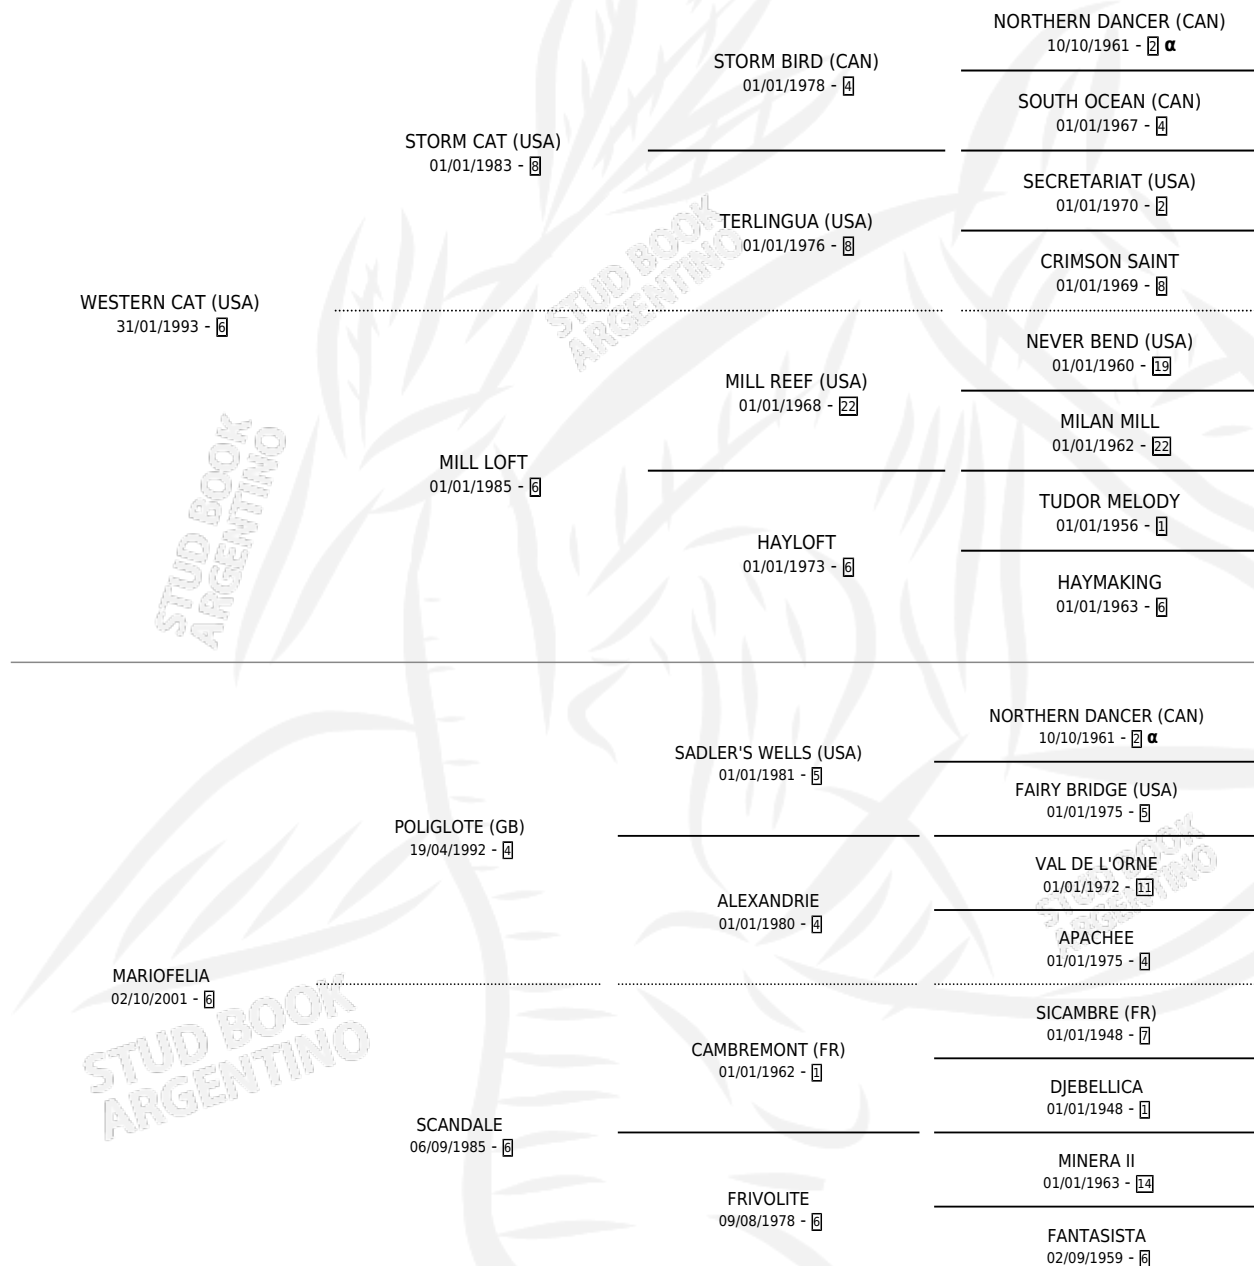 NORTHERN DANCER (CAN)
10/10/1961 - 2 α
STORM BIRD (CAN)
01/01/1978 - 4
SOUTH OCEAN (CAN)
01/01/1967 - 4
STORM CAT (USA)
01/01/1983 - 8
SECRETARIAT (USA)
01/01/1970 - 2
TERLINGUA (USA)
01/01/1976 - 8
CRIMSON SAINT
01/01/1969 - 8
WESTERN CAT (USA)
31/01/1993 - 6
NEVER BEND (USA)
01/01/1960 - 19
MILL REEF (USA)
01/01/1968 - 22
MILAN MILL
01/01/1962 - 22
MILL LOFT
01/01/1985 - 6
TUDOR MELODY
01/01/1956 - 1
HAYLOFT
01/01/1973 - 6
HAYMAKING
01/01/1963 - 6
NORTHERN DANCER (CAN)
10/10/1961 - 2 α
SADLER'S WELLS (USA)
01/01/1981 - 5
FAIRY BRIDGE (USA)
01/01/1975 - 5
POLIGLOTE (GB)
19/04/1992 - 4
VAL DE L'ORNE
01/01/1972 - 11
ALEXANDRIE
01/01/1980 - 4
APACHEE
01/01/1975 - 4
MARIOFELIA
02/10/2001 - 6
SICAMBRE (FR)
01/01/1948 - 7
CAMBREMONT (FR)
01/01/1962 - 1
DJEBELLICA
01/01/1948 - 1
SCANDALE
06/09/1985 - 6
MINERA II
01/01/1963 - 14
FRIVOLITE
09/08/1978 - 6
FANTASISTA
02/09/1959 - 6
STUD BOOK
ARGENTINO
STUD BOOK
ARGENTINO
STUD BOOK
ARGENTINO
STUD BOOK
ARGENTINO